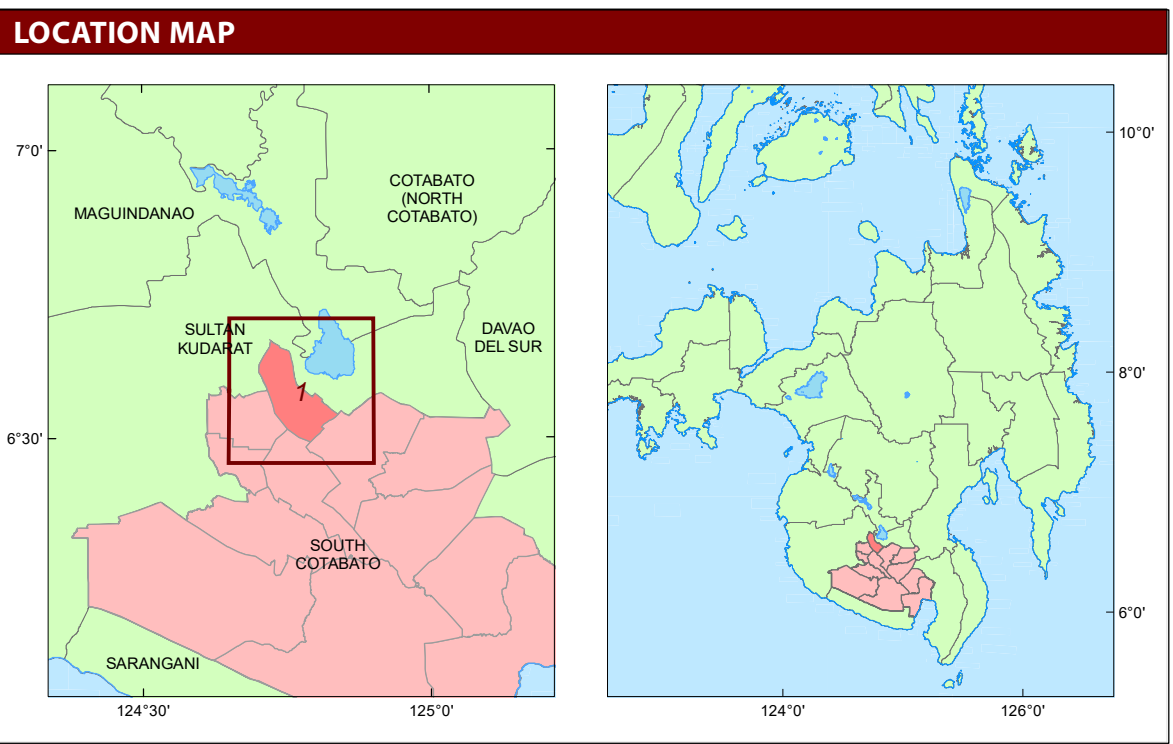 LOCATION MAP
7°0'
COTABATO
(NORTH
COTABATO)
MAGUINDANAO
SULTAN
KUDARAT
DAVAO
DEL SUR
1
6°30'
SOUTH
COTABATO
SARANGANI
124°30'
125°0'
10°0'
8°0'
6°0'
124°0'
126°0'